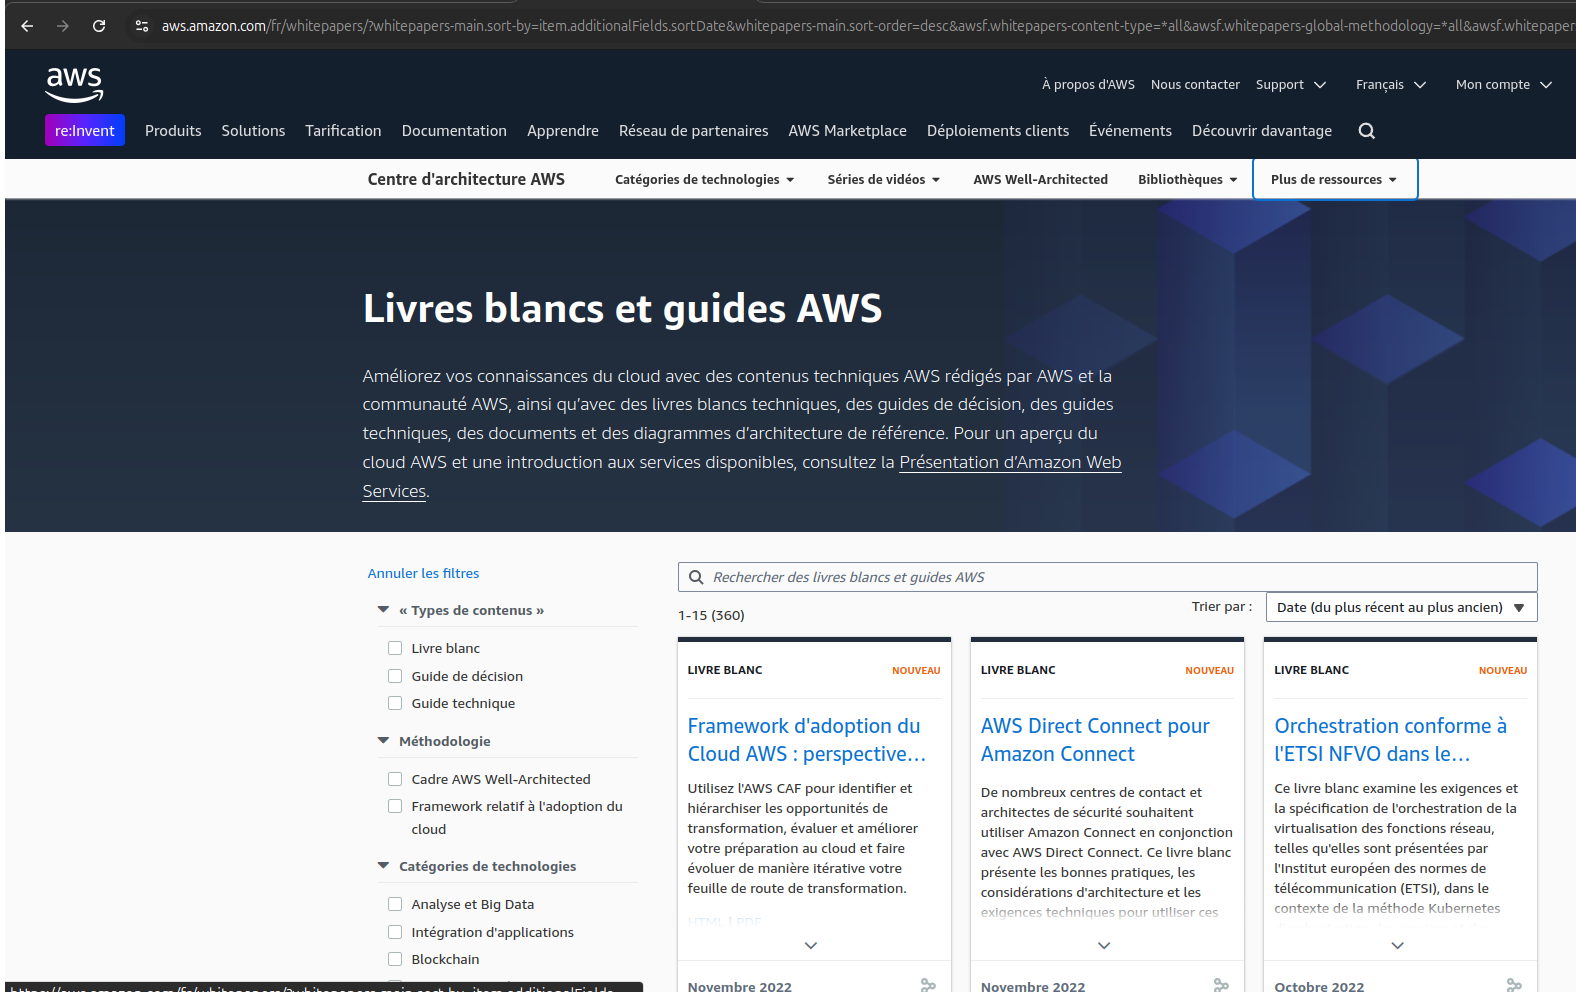 aws.amazon.com/fr/whitepapers/?whitepapers-main.sort-by=item.additionalFields.sortDate&whitepapers-main.sort-order=desc&awsf.whitepapers-content-type=*all&awsf.whitepapers-global-methodology=*all&awsf.whitepaper
aws
À propos d'AWS Nous contacter Support Français Mon compte
re:Invent Produits Solutions Tarification Documentation Apprendre Réseau de partenaires AWS Marketplace Déploiements clients Événements Découvrir davantage
Centre d'architecture AWS Catégories de technologies Séries de vidéos AWS Well-Architected Bibliothèques Plus de ressources
Livres blancs et guides AWS
Améliorez vos connaissances du cloud avec des contenus techniques AWS rédigés par AWS et la
communauté AWS, ainsi qu’avec des livres blancs techniques, des guides de décision, des guides
techniques, des documents et des diagrammes d’architecture de référence. Pour un aperçu du
cloud AWS et une introduction aux services disponibles, consultez la Présentation d’Amazon Web
Services.
Annuler les filtres
« Types de contenus »
Livre blanc
Guide de décision
Guide technique
Méthodologie
Cadre AWS Well-Architected
Framework relatif à l'adoption du
cloud
Catégories de technologies
Analyse et Big Data
Intégration d'applications
Blockchain
Rechercher des livres blancs et guides AWS
1-15 (360)
Trier par : Date (du plus récent au plus ancien)
LIVRE BLANC NOUVEAU
Framework d'adoption du
Cloud AWS : perspective…
Utilisez l'AWS CAF pour identifier et
hiérarchiser les opportunités de
transformation, évaluer et améliorer
votre préparation au cloud et faire
évoluer de manière itérative votre
feuille de route de transformation.
HTML | PDF
Novembre 2022
LIVRE BLANC NOUVEAU
AWS Direct Connect pour
Amazon Connect
De nombreux centres de contact et
architectes de sécurité souhaitent
utiliser Amazon Connect en conjonction
avec AWS Direct Connect. Ce livre blanc
présente les bonnes pratiques, les
considérations d'architecture et les
exigences techniques pour utiliser ces
Novembre 2022
LIVRE BLANC NOUVEAU
Orchestration conforme à
l'ETSI NFVO dans le…
Ce livre blanc examine les exigences et
la spécification de l'orchestration de la
virtualisation des fonctions réseau,
telles qu'elles sont présentées par
l'Institut européen des normes de
télécommunication (ETSI), dans le
contexte de la méthode Kubernetes
Octobre 2022
https://aws.amazon.com/fr/whitepapers/?whitepapers-main.sort-by=item.additionalFields